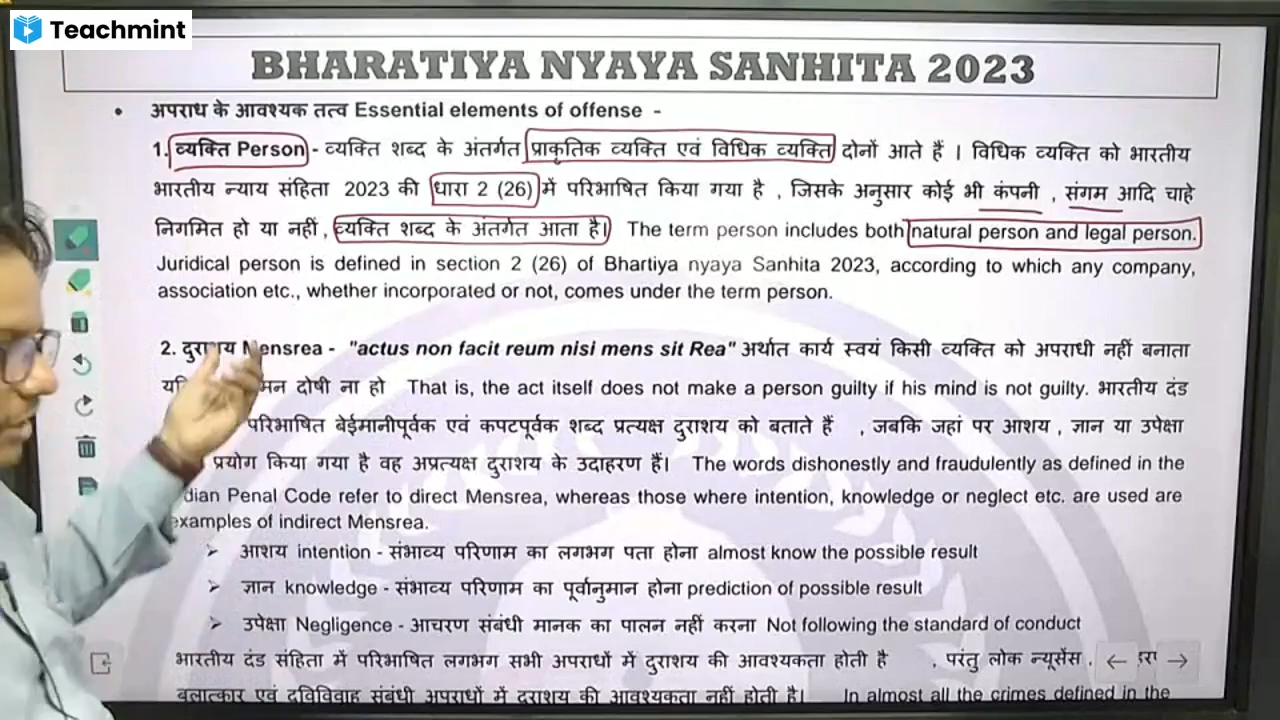 Teachmint
BHARATIYA NYAYA SANHITA 2023
• अपराध के आवश्यक तत्व Essential elements of offense -
1. व्यक्ति Person - व्यक्ति शब्द के अंतर्गत प्राकृतिक व्यक्ति एवं विधिक व्यक्ति दोनों आते हैं । विधिक व्यक्ति को भारतीय
भारतीय न्याय संहिता 2023 की धारा 2 (26) में परिभाषित किया गया है , जिसके अनुसार कोई भी कंपनी , संगम आदि चाहे
निगमित हो या नहीं , व्यक्ति शब्द के अंतर्गत आता है। The term person includes both natural person and legal person.
Juridical person is defined in section 2 (26) of Bhartiya nyaya Sanhita 2023, according to which any company,
association etc., whether incorporated or not, comes under the term person.
2. दुराशय Mensrea - "actus non facit reum nisi mens sit Rea" अर्थात कार्य स्वयं किसी व्यक्ति को अपराधी नहीं बनाता
मन दोषी ना हो That is, the act itself does not make a person guilty if his mind is not guilty. भारतीय दंड
परिभाषित बेईमानीपूर्वक एवं कपटपूर्वक शब्द प्रत्यक्ष दुराशय को बताते हैं , जबकि जहां पर आशय , ज्ञान या उपेक्षा
प्रयोग किया गया है वह अप्रत्यक्ष दुराशय के उदाहरण हैं। The words dishonestly and fraudulently as defined in the
dian Penal Code refer to direct Mensrea, whereas those where intention, knowledge or neglect etc. are used are
examples of indirect Mensrea.
➢ आशय intention - संभाव्य परिणाम का लगभग पता होना almost know the possible result
➢ ज्ञान knowledge - संभाव्य परिणाम का पूर्वानुमान होना prediction of possible result
➢ उपेक्षा Negligence - आचरण संबंधी मानक का पालन नहीं करना Not following the standard of conduct
भारतीय दंड संहिता में परिभाषित लगभग सभी अपराधों में दुराशय की आवश्यकता होती है , परंतु लोक न्यूसेंस ,
बलात्कार एवं द्विविवाह संबंधी अपराधों में दुराशय की आवश्यकता नहीं होती है। In almost all the crimes defined in the